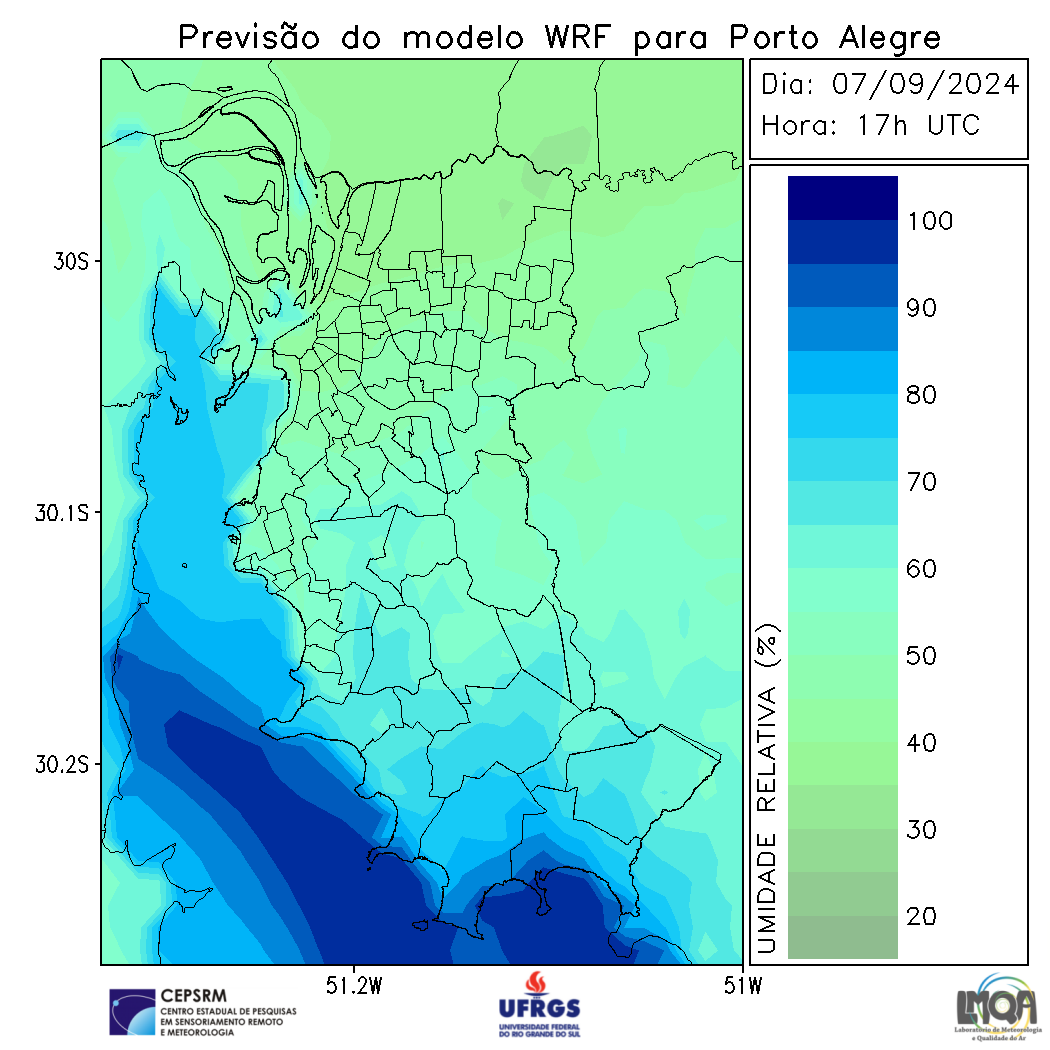 Previsão do modelo WRF para Porto Alegre
Dia: 07/09/2024
Hora: 17h UTC
30S
30.1S
30.2S
51.2W
51W
100
90
80
70
60
50
40
30
20
UMIDADE RELATIVA (%)
CEPSRM
CENTRO ESTADUAL DE PESQUISAS
EM SENSORIAMENTO REMOTO
E METEOROLOGIA
UFRGS
UNIVERSIDADE FEDERAL
DO RIO GRANDE DO SUL
LMQA
Laboratório de Meteorologia
e Qualidade do Ar